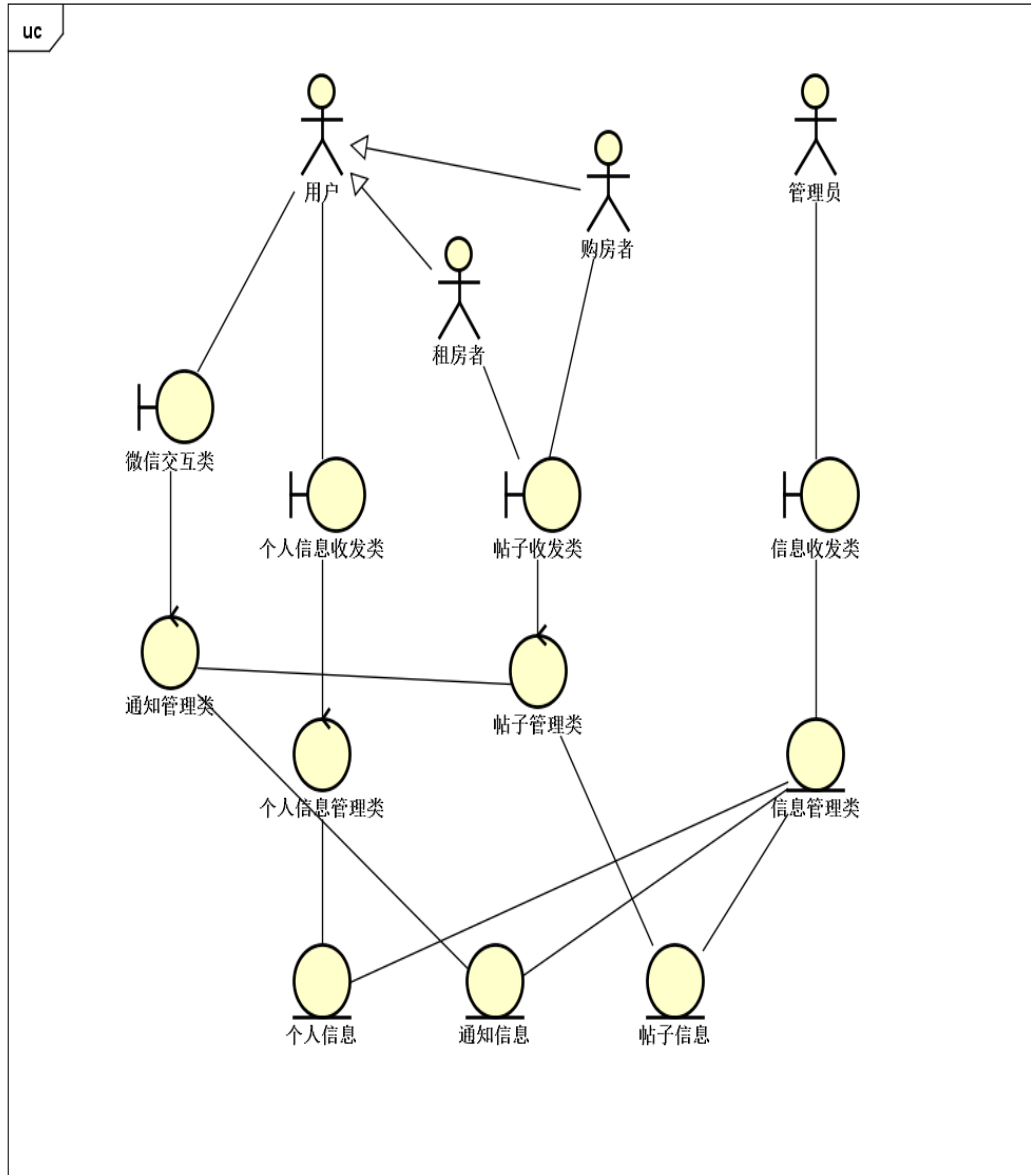 uc
用户
管理员
购房者
租房者
微信交互类
个人信息收发类
帖子收发类
信息收发类
通知管理类
帖子管理类
个人信息管理类
信息管理类
个人信息
通知信息
帖子信息